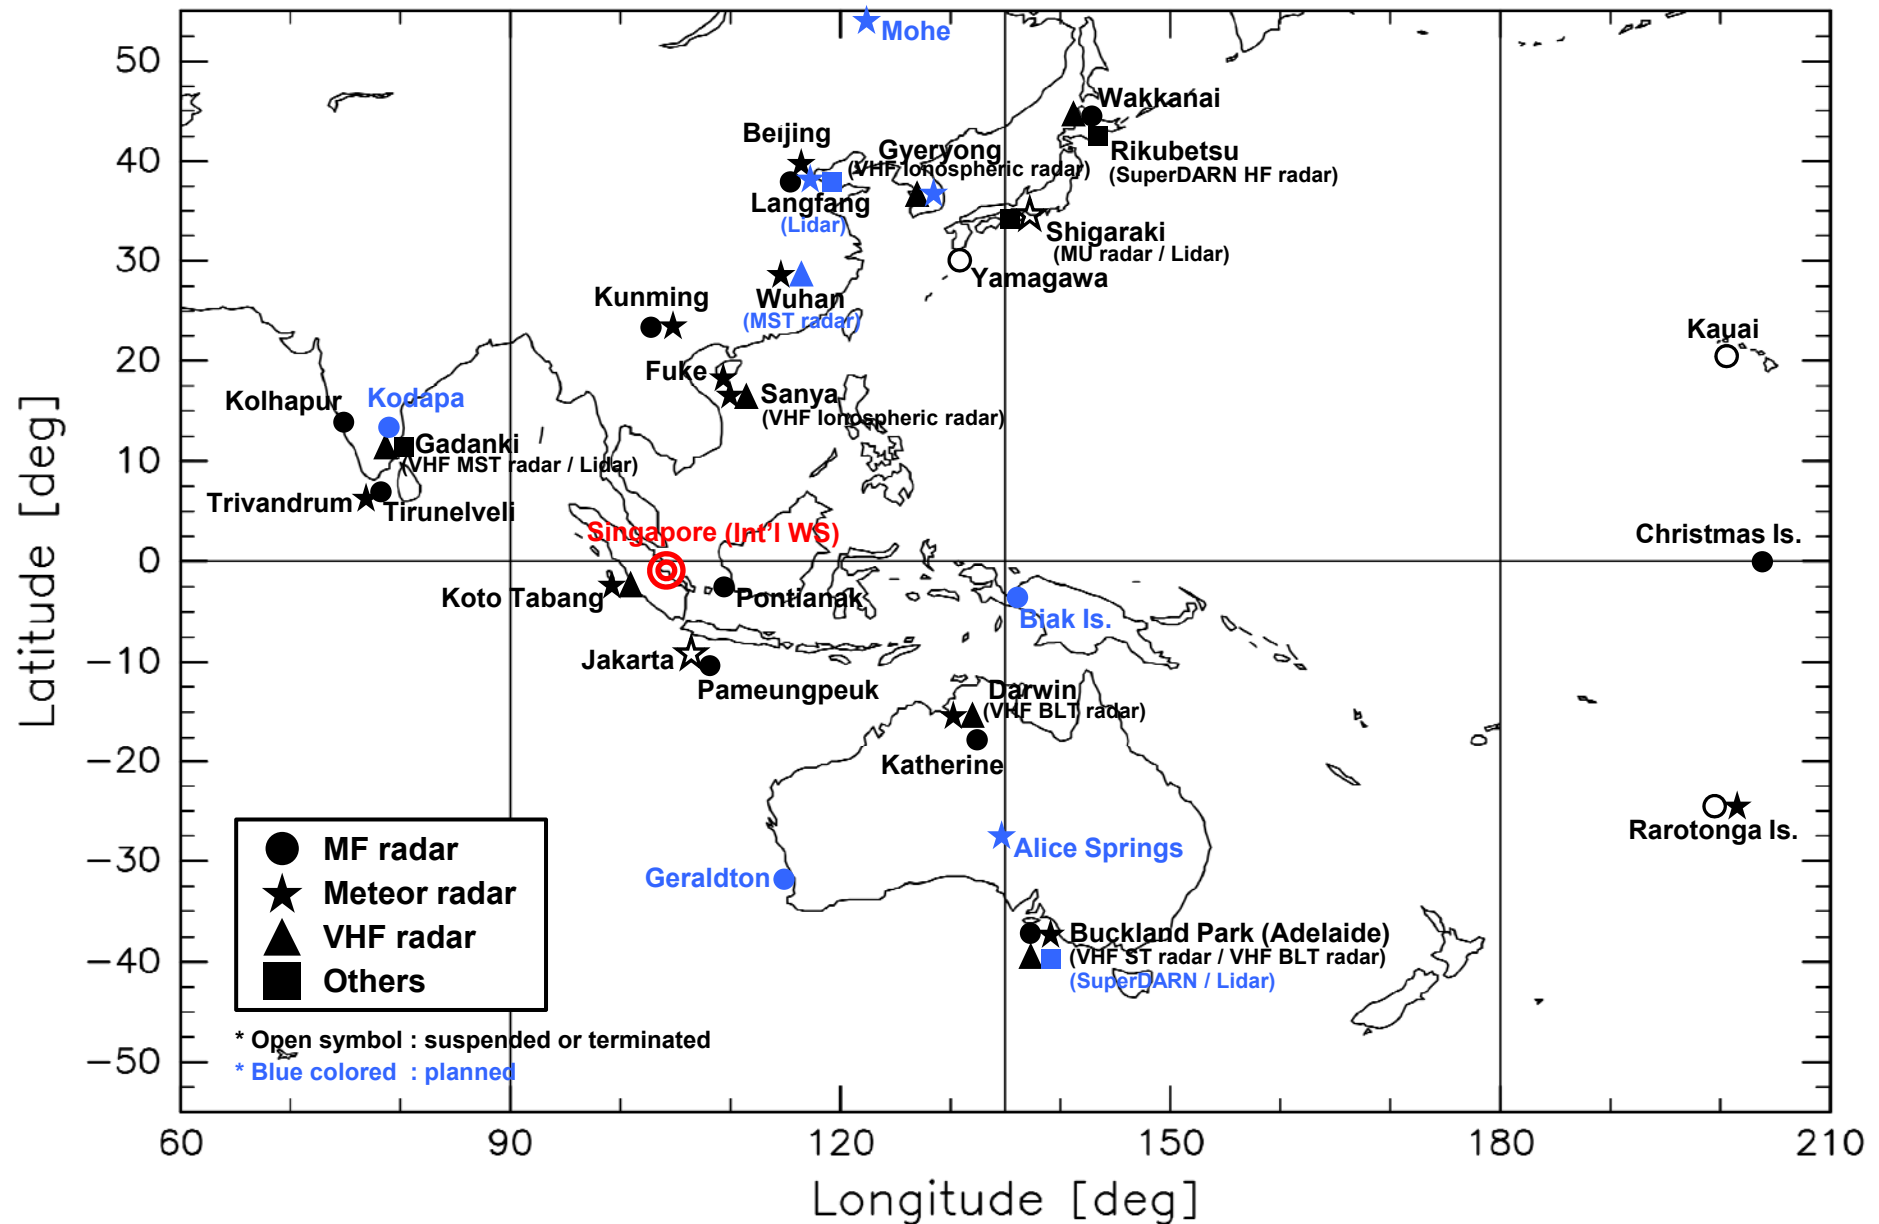 Mohe
50
Wakkanai
Beijing
Gyeryong
(VHF Ionospheric radar)
Rikubetsu
(SuperDARN HF radar)
40
Langfang
(Lidar)
Shigaraki
(MU radar / Lidar)
30
Yamagawa
Kunming
Wuhan
(MST radar)
Kauai
20
Fuke
Sanya
(VHF Ionospheric radar)
Kolhapur
Kodapa
Gadanki
(VHF MST radar / Lidar)
10
Trivandrum
Tirunelveli
Singapore (Int'l WS)
Christmas Is.
0
Koto Tabang
Pontianak
Biak Is.
−10
Jakarta
Pameungpeuk
Darwin
(VHF BLT radar)
Katherine
−20
Rarotonga Is.
Alice Springs
−30
Geraldton
Buckland Park (Adelaide)
(VHF ST radar / VHF BLT radar)
(SuperDARN / Lidar)
−40
−50
Latitude [deg]
MF radar
Meteor radar
VHF radar
Others
* Open symbol : suspended or terminated
* Blue colored : planned
60 90 120 150 180 210
Longitude [deg]